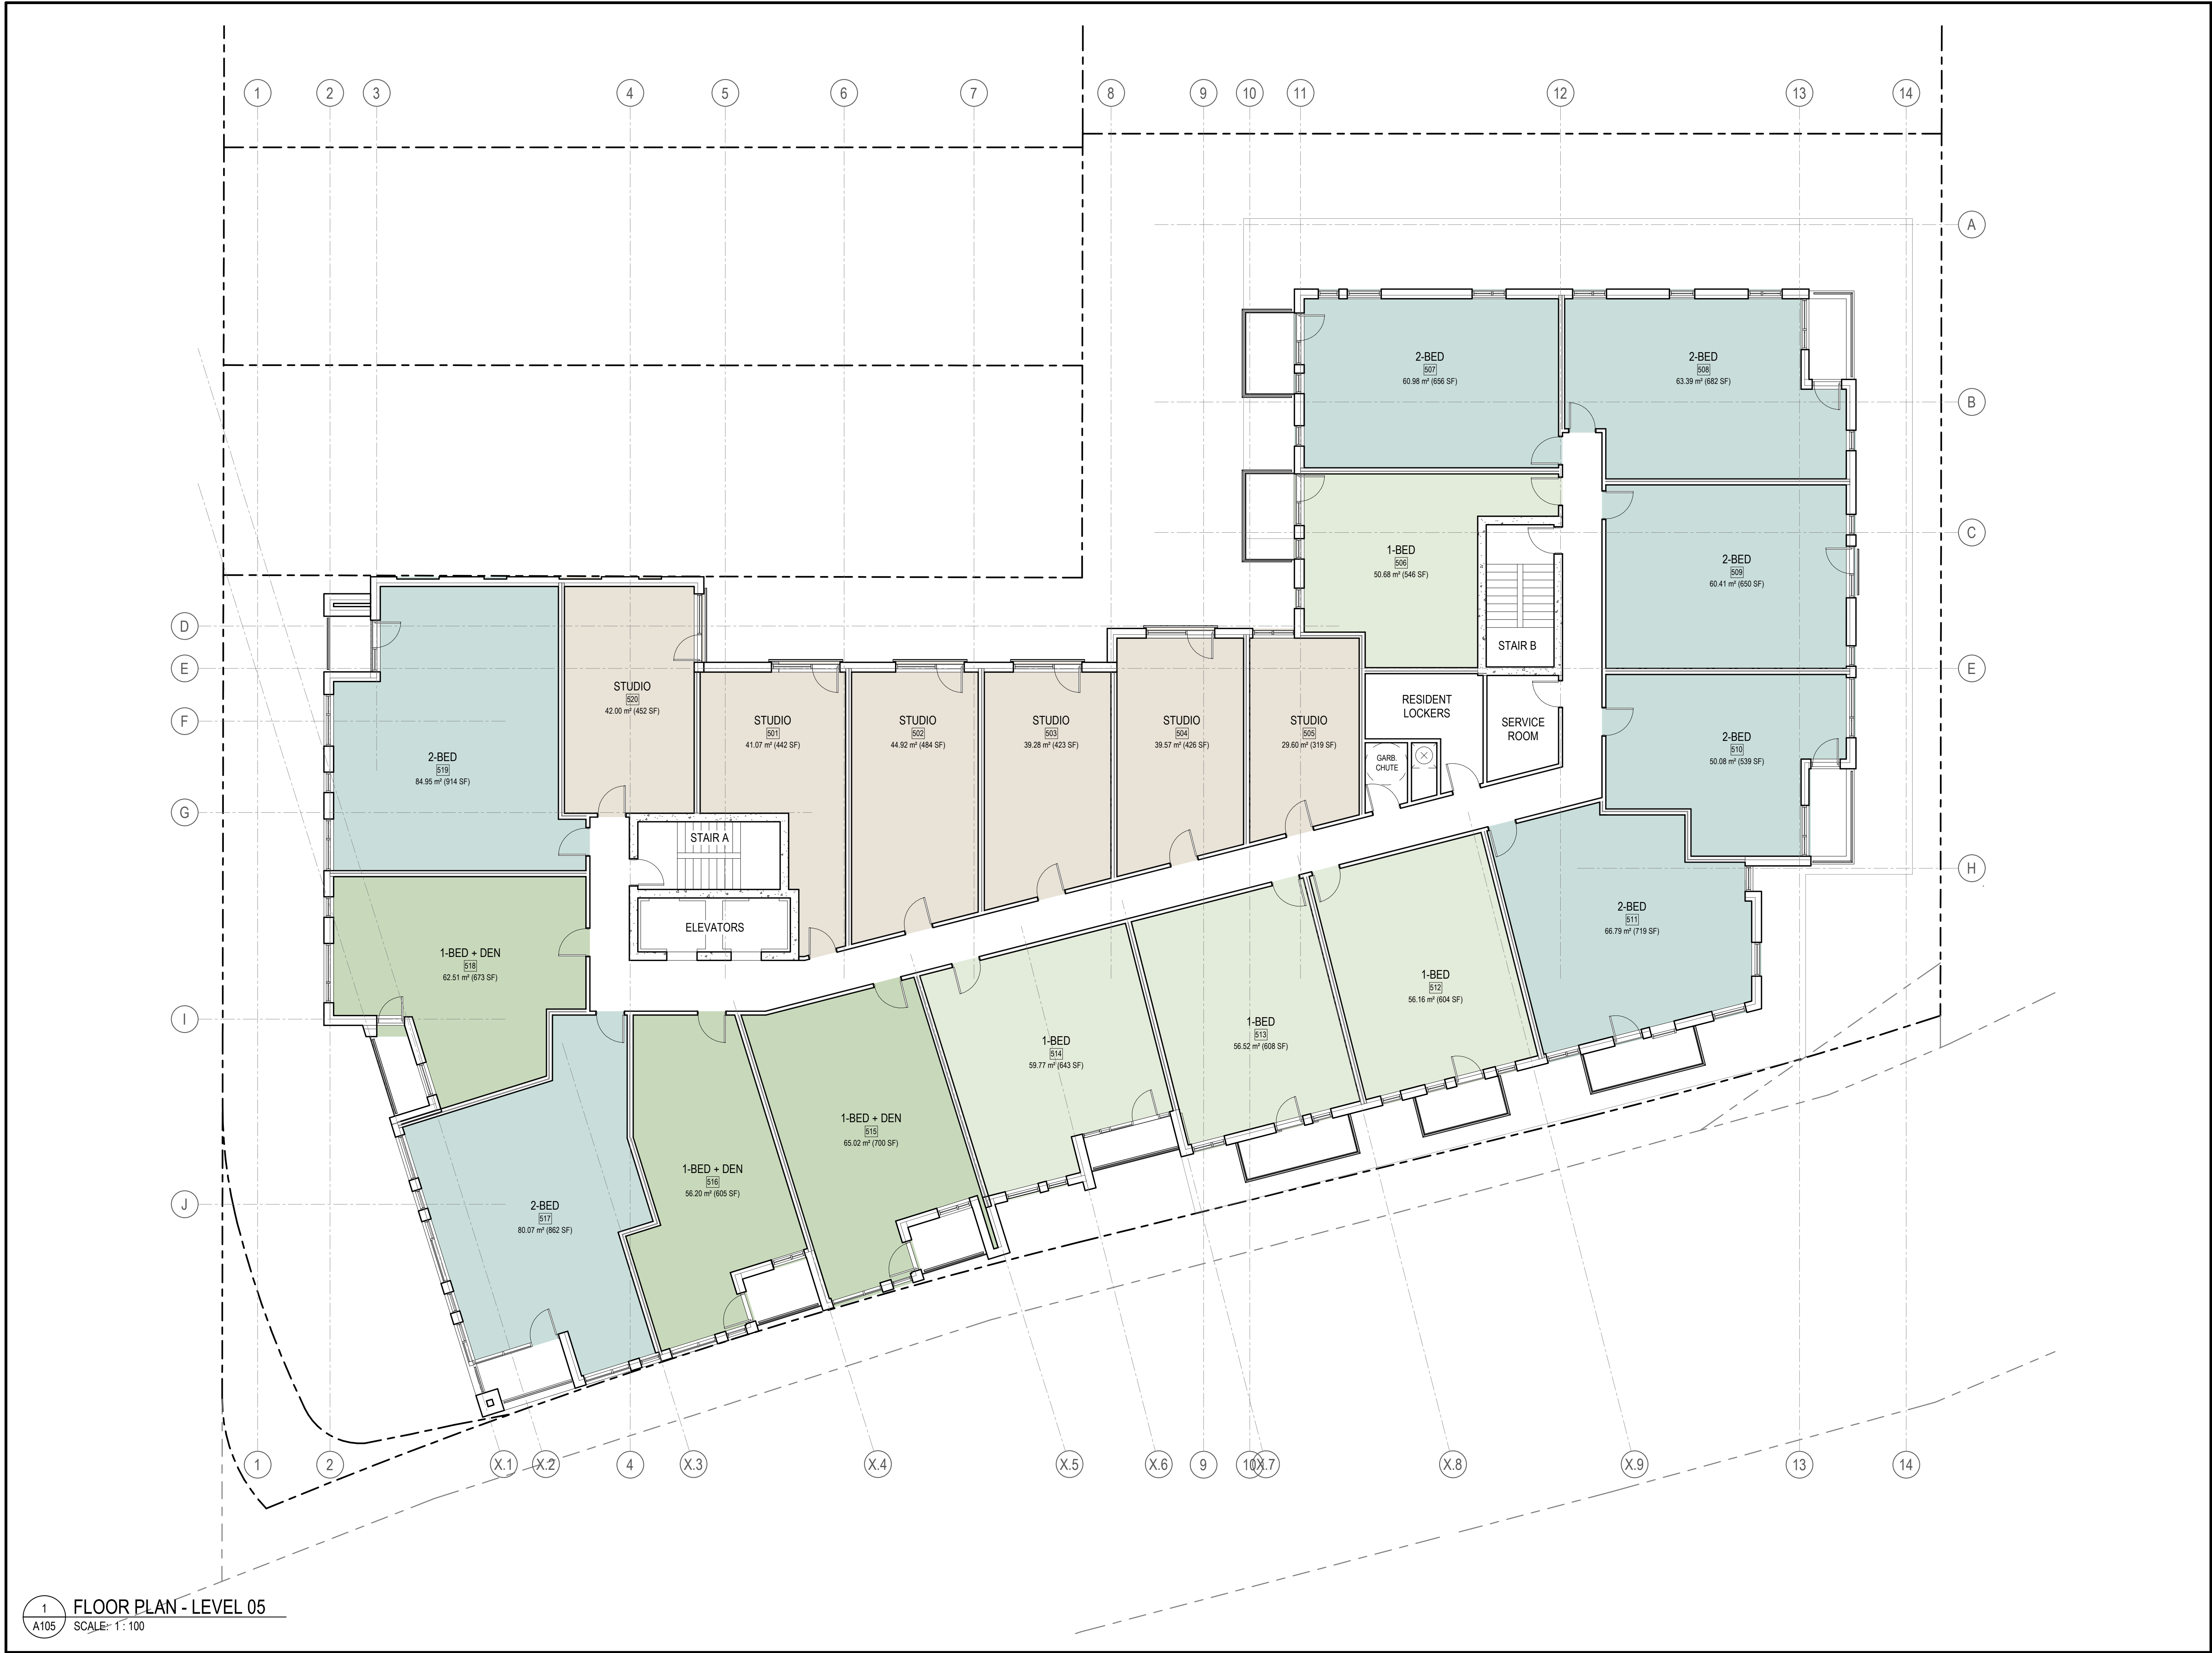 1
2
3
4
5
6
7
8
9
10
11
12
13
14
A
2-BED
507
60.98 m² (656 SF)
2-BED
508
63.39 m² (682 SF)
B
C
1-BED
506
50.68 m² (546 SF)
2-BED
509
60.41 m² (650 SF)
STAIR B
D
E
E
STUDIO
520
42.00 m² (452 SF)
F
STUDIO
501
41.07 m² (442 SF)
STUDIO
502
44.92 m² (484 SF)
STUDIO
503
39.28 m² (423 SF)
STUDIO
504
39.57 m² (426 SF)
STUDIO
505
29.60 m² (319 SF)
RESIDENT
LOCKERS
SERVICE
ROOM
GARB.
CHUTE
2-BED
510
50.08 m² (539 SF)
2-BED
519
84.95 m² (914 SF)
G
STAIR A
H
ELEVATORS
2-BED
511
66.79 m² (719 SF)
1-BED + DEN
518
62.51 m² (673 SF)
1-BED
512
56.16 m² (604 SF)
I
1-BED
513
56.52 m² (608 SF)
1-BED
514
59.77 m² (643 SF)
1-BED + DEN
515
65.02 m² (700 SF)
1-BED + DEN
516
56.20 m² (605 SF)
J
2-BED
517
80.07 m² (862 SF)
1
2
X.1
X.2
4
X.3
X.4
X.5
X.6
9
10
X.7
X.8
X.9
13
14
1
A105
FLOOR PLAN - LEVEL 05
SCALE: 1 : 100